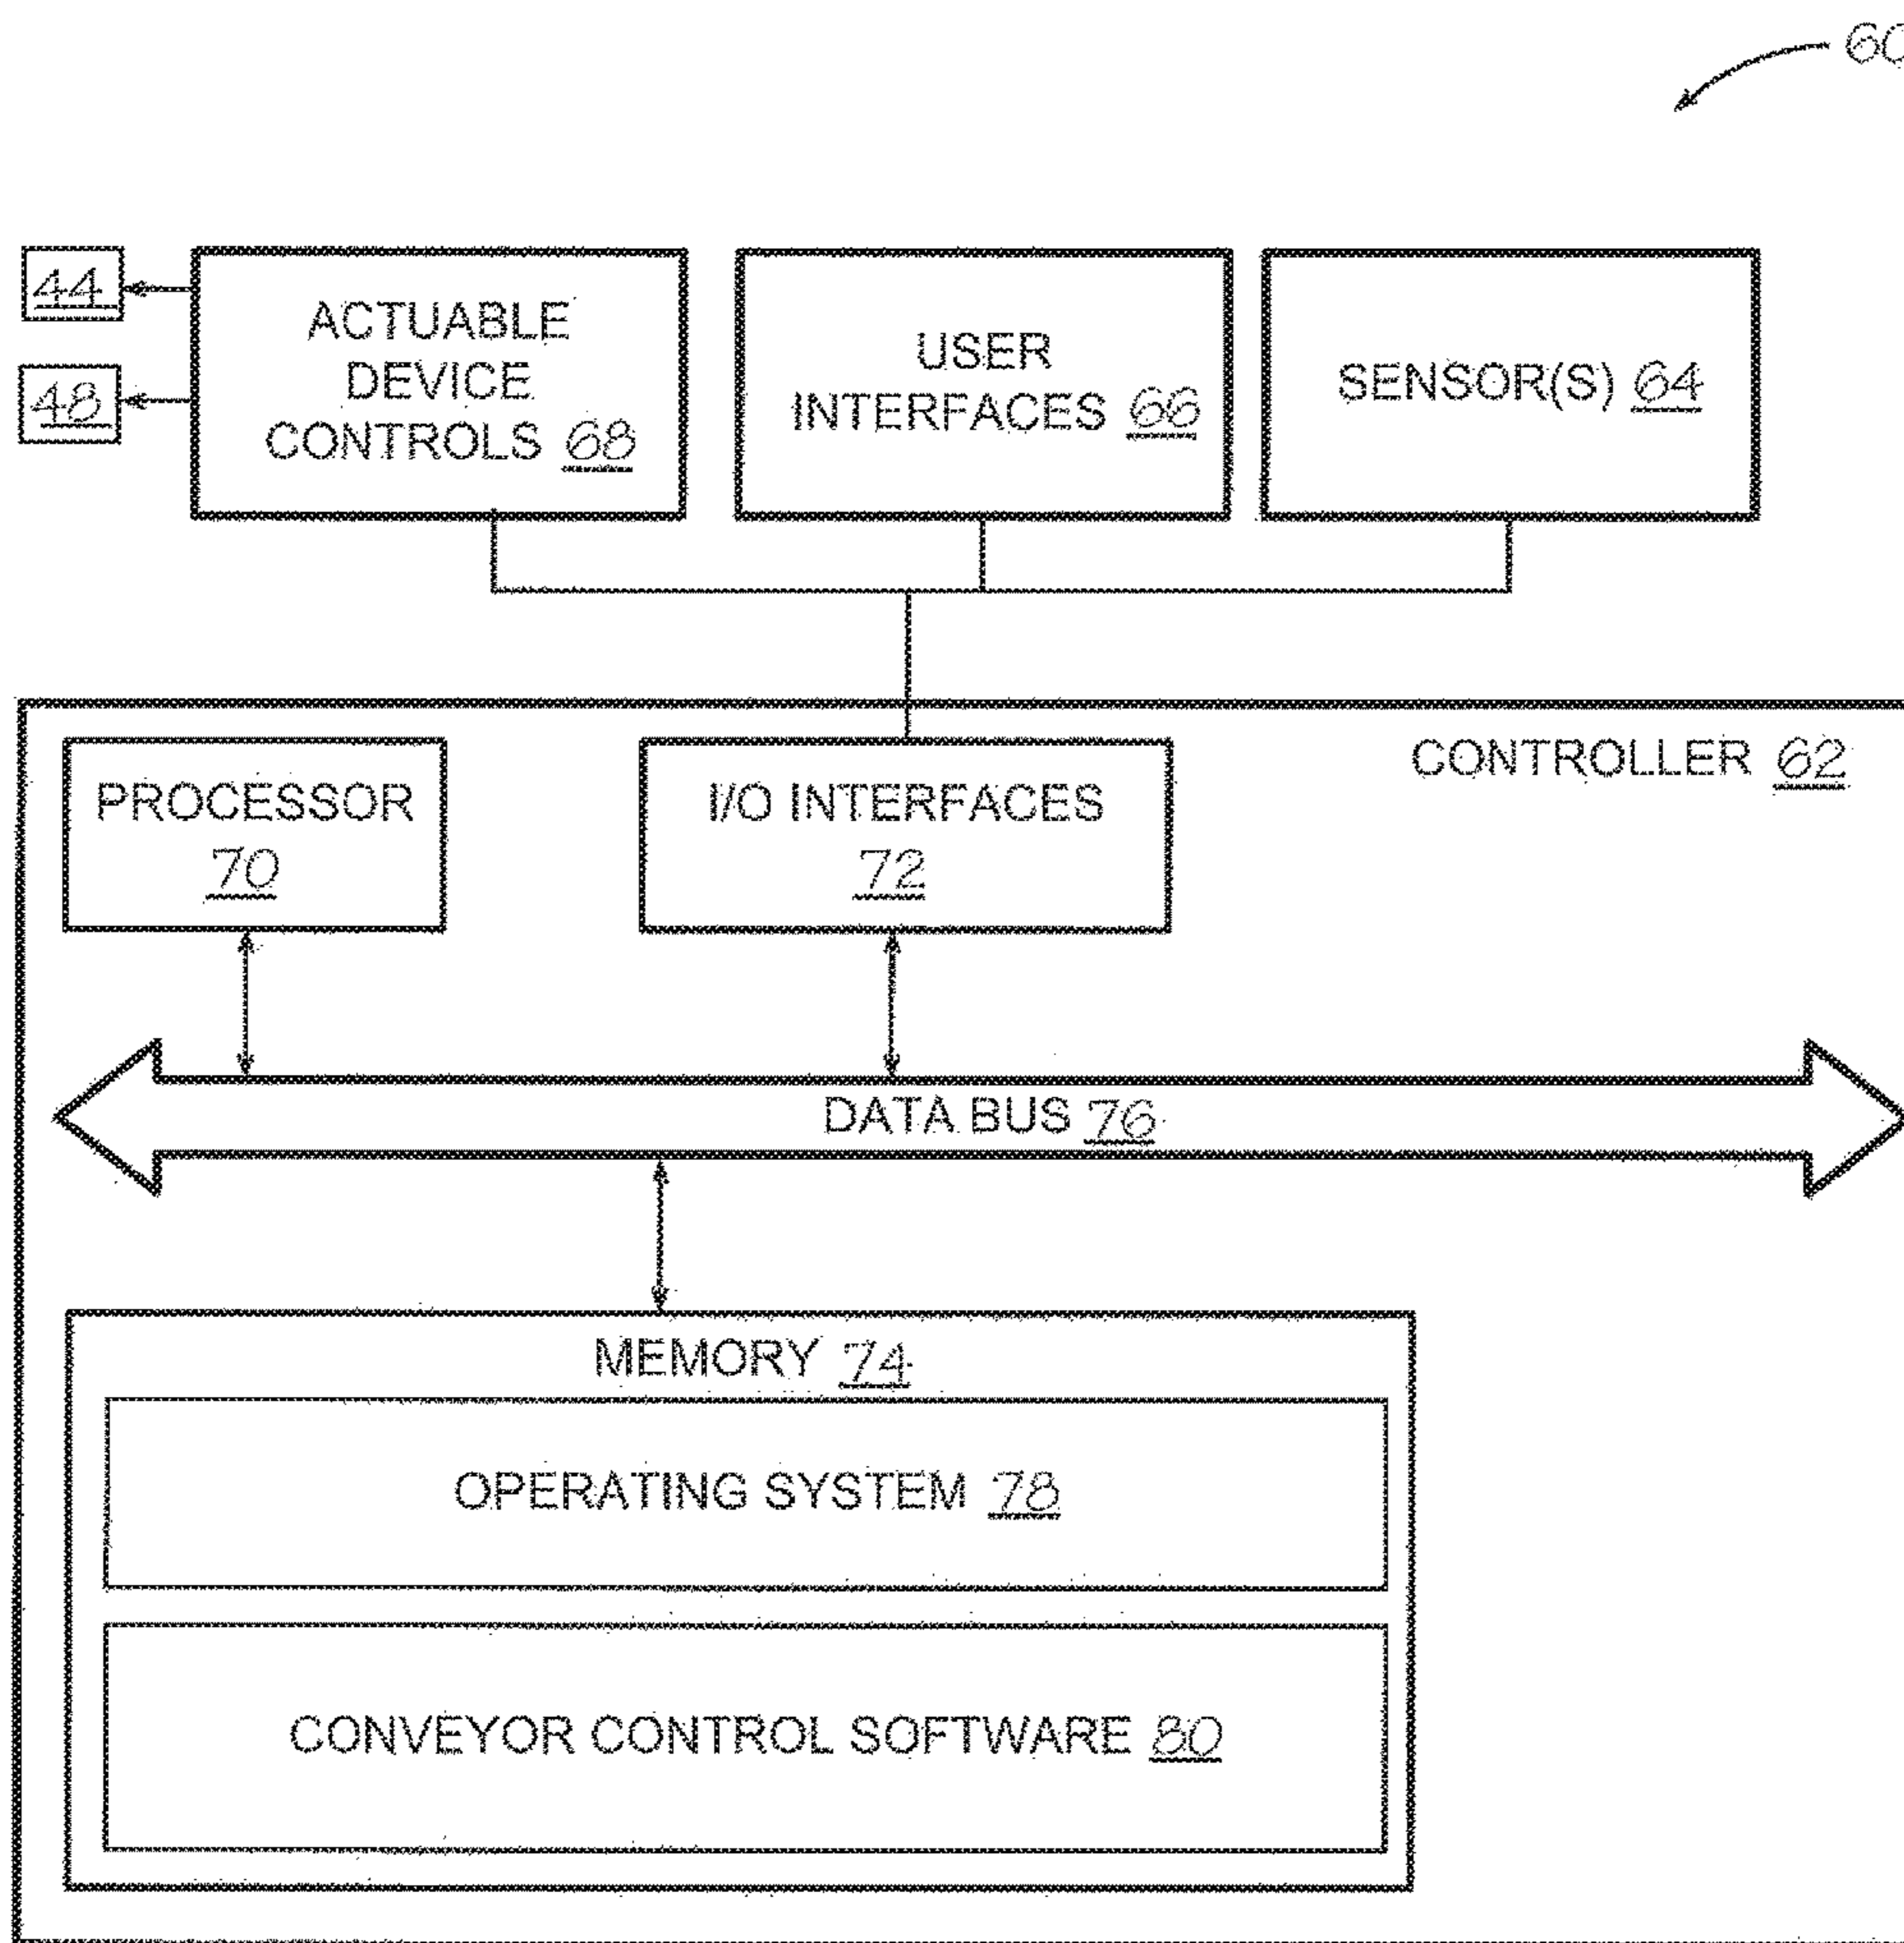 60
44
48
ACTUABLE
DEVICE
CONTROLS 68
USER
INTERFACES 66
SENSOR(S) 64
CONTROLLER 62
PROCESSOR
70
I/O INTERFACES
72
DATA BUS 76
MEMORY 74
OPERATING SYSTEM 78
CONVEYOR CONTROL SOFTWARE 80